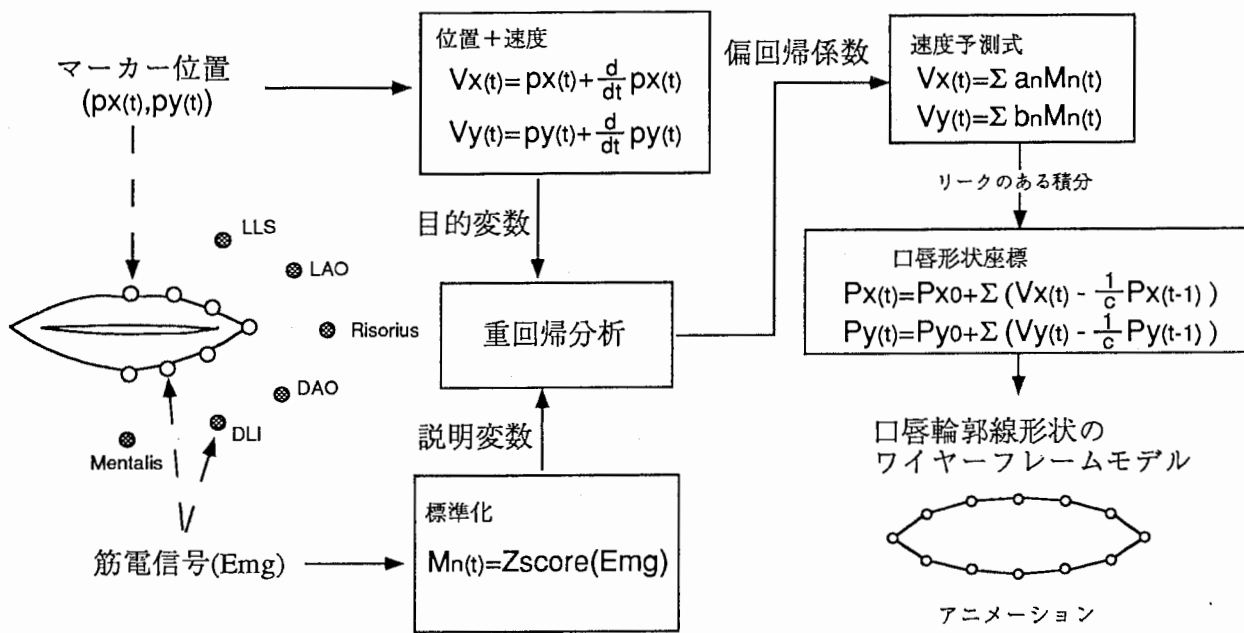 マーカー位置
(px(t),py(t))
位置＋速度
Vx(t)=px(t)+ d/dt px(t)
Vy(t)=py(t)+ d/dt py(t)
偏回帰係数
速度予測式
Vx(t)=Σ anMn(t)
Vy(t)=Σ bnMn(t)
リークのある積分
目的変数
口唇形状座標
Px(t)=Px0+Σ (Vx(t) - 1/c Px(t-1) )
Py(t)=Py0+Σ (Vy(t) - 1/c Py(t-1) )
LLS
LAO
Risorius
DAO
DLI
Mentalis
重回帰分析
説明変数
口唇輪郭線形状の
ワイヤーフレームモデル
筋電信号(Emg)
標準化
Mn(t)=Zscore(Emg)
アニメーション